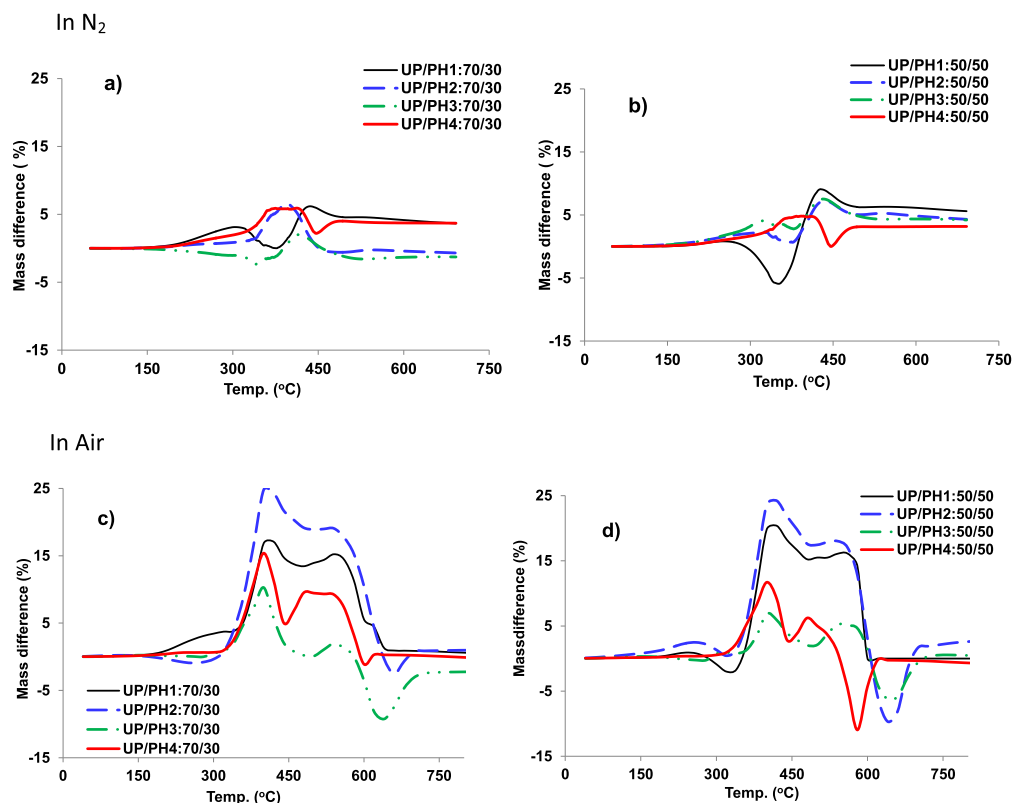 In N₂
a)
UP/PH1:70/30
UP/PH2:70/30
UP/PH3:70/30
UP/PH4:70/30
25
15
5
-5
-15
Mass difference ( %)
0 150 300 450 600 750
Temp. (°C)
b)
UP/PH1:50/50
UP/PH2:50/50
UP/PH3:50/50
UP/PH4:50/50
25
15
5
-5
-15
Mass difference ( %)
0 150 300 450 600 750
Temp. (°C)
In Air
c)
25
15
5
-5
-15
Mass difference (%)
UP/PH1:70/30
UP/PH2:70/30
UP/PH3:70/30
UP/PH4:70/30
0 150 300 450 600 750
Temp. (°C)
d)
UP/PH1:50/50
UP/PH2:50/50
UP/PH3:50/50
UP/PH4:50/50
25
15
5
-5
-15
Massdifference (%)
0 150 300 450 600 750
Temp. (°C)